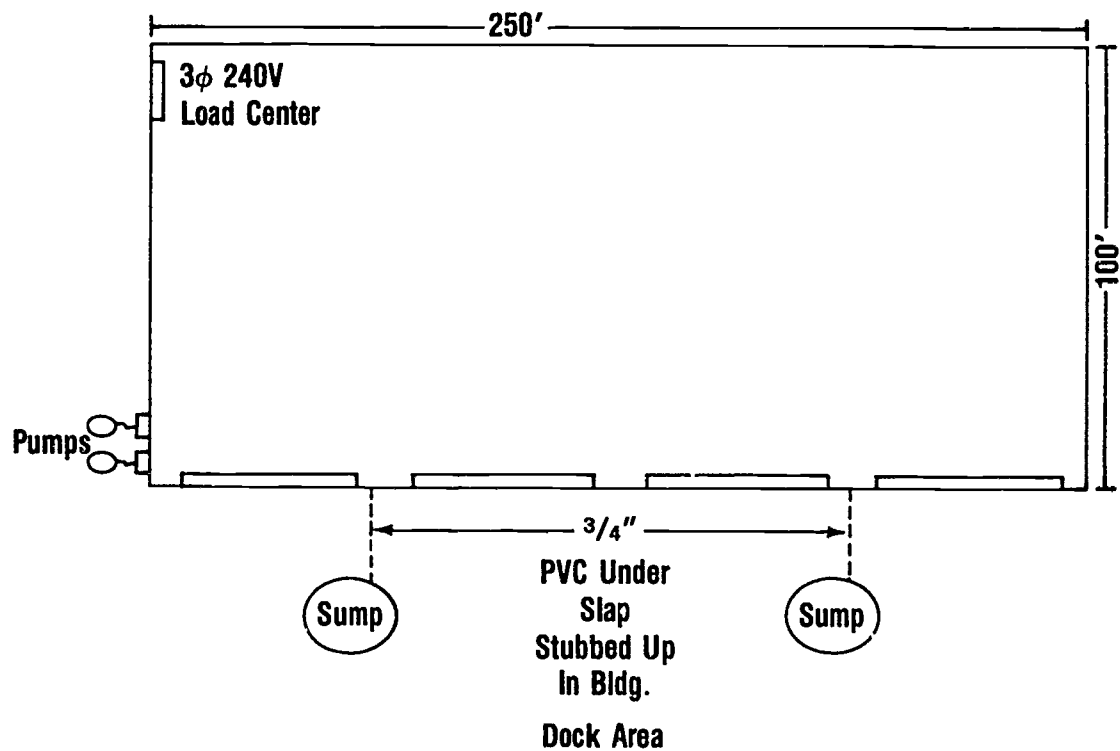 250'
3φ 240V
Load Center
100'
Pumps
3/4"
PVC Under
Slap
Stubbed Up
In Bldg.
Sump
Sump
Dock Area